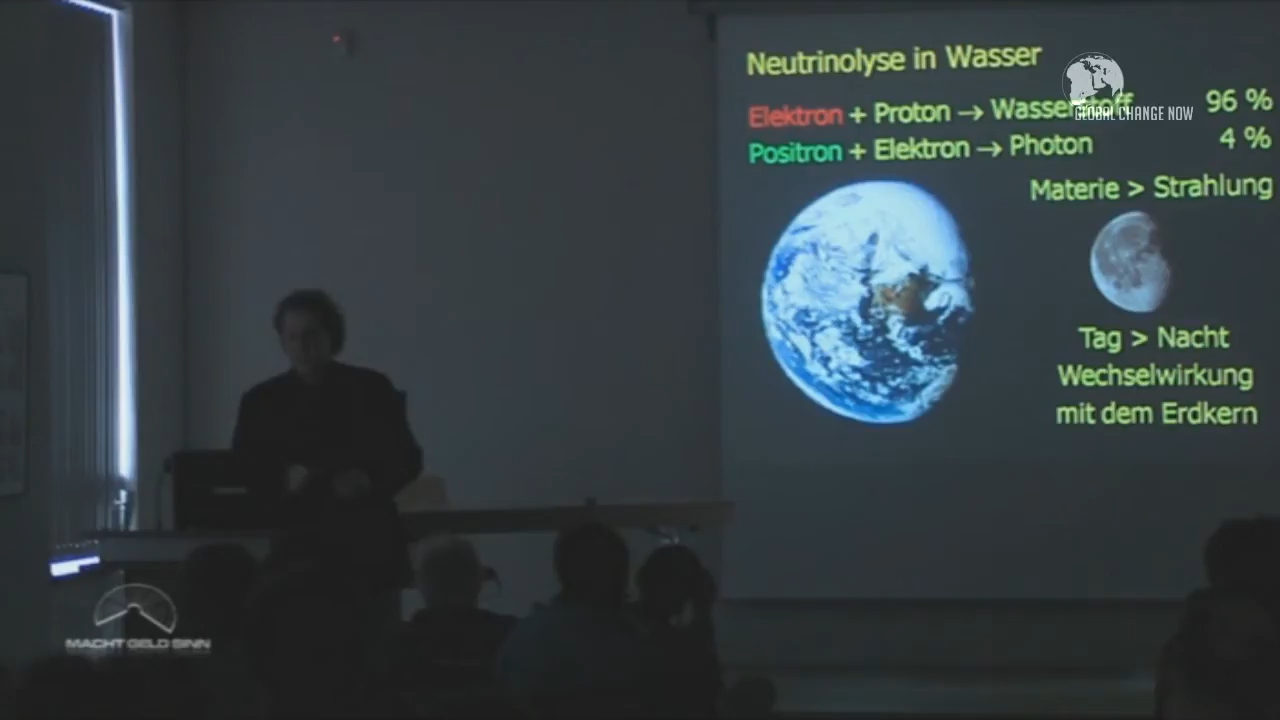 Neutrinolyse in Wasser
Elektron + Proton → Wasserstoff 96 %
Positron + Elektron → Photon 4 %
Materie > Strahlung
Tag > Nacht
Wechselwirkung
mit dem Erdkern
GLOBAL CHANGE NOW
MACHT GELD SINN